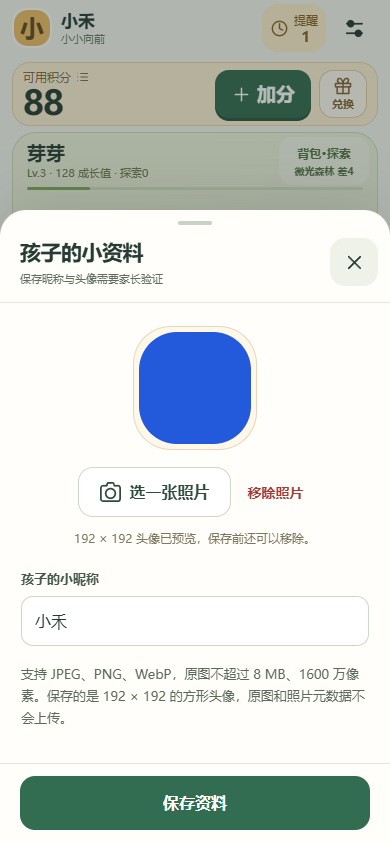 小
小禾
小小向前
提醒
1
可用积分
88
加分
兑换
芽芽
Lv.3 · 128 成长值 · 探索0
背包•探索
微光森林 差4
孩子的小资料
保存昵称与头像需要家长验证
选一张照片
移除照片
192 × 192 头像已预览，保存前还可以移除。
孩子的小昵称
小禾
支持 JPEG、PNG、WebP，原图不超过 8 MB、1600 万像
素。保存的是 192 × 192 的方形头像，原图和照片元数据不
会上传。
保存资料